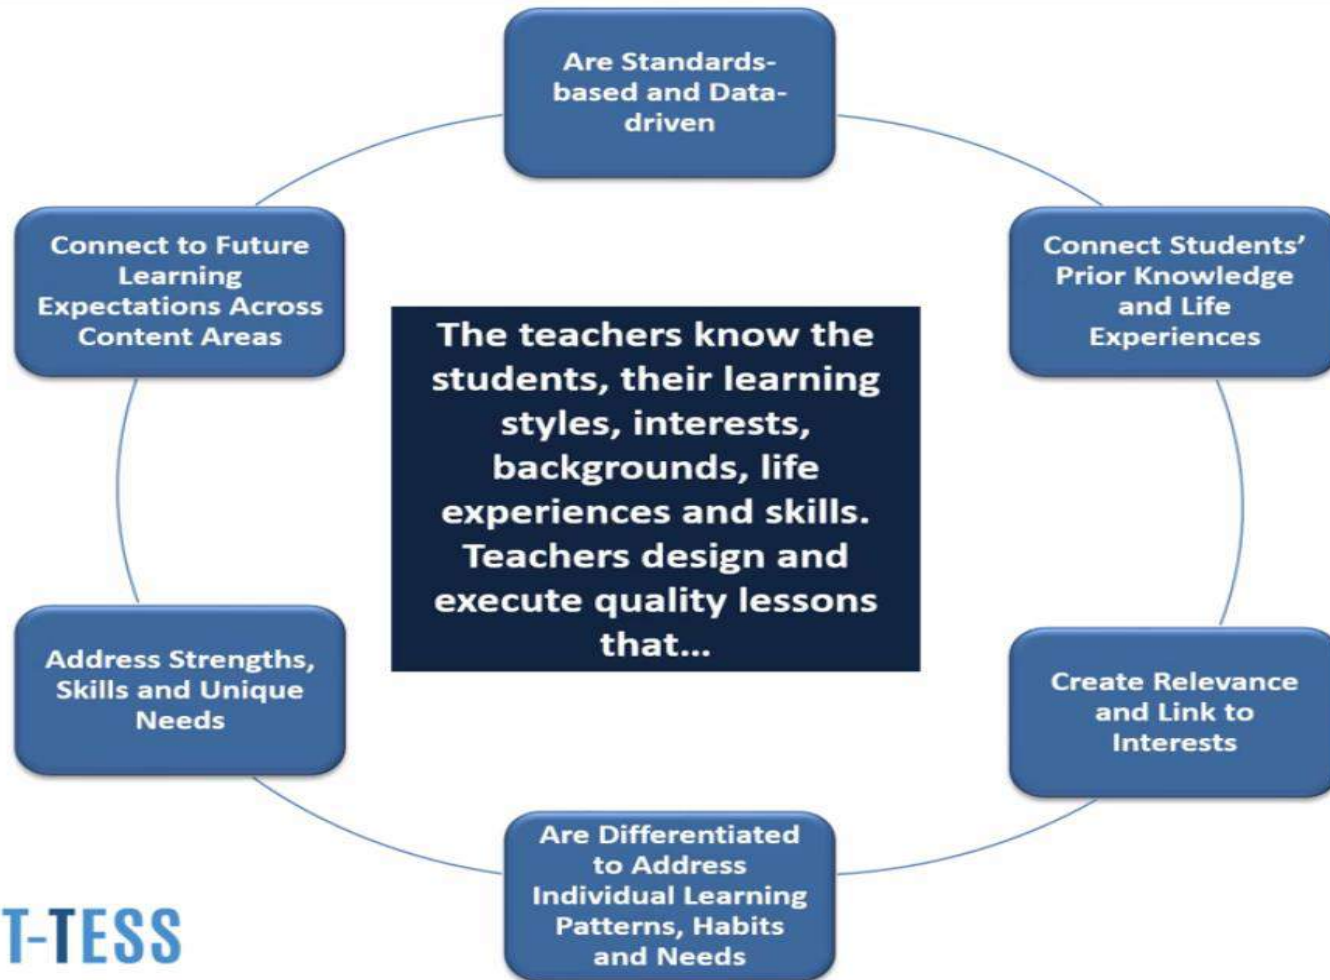 Are Standards-
based and Data-
driven
Connect Students'
Prior Knowledge
and Life
Experiences
Create Relevance
and Link to
Interests
Are Differentiated
to Address
Individual Learning
Patterns, Habits
and Needs
Address Strengths,
Skills and Unique
Needs
Connect to Future
Learning
Expectations Across
Content Areas
The teachers know the
students, their learning
styles, interests,
backgrounds, life
experiences and skills.
Teachers design and
execute quality lessons
that...
T-TESS